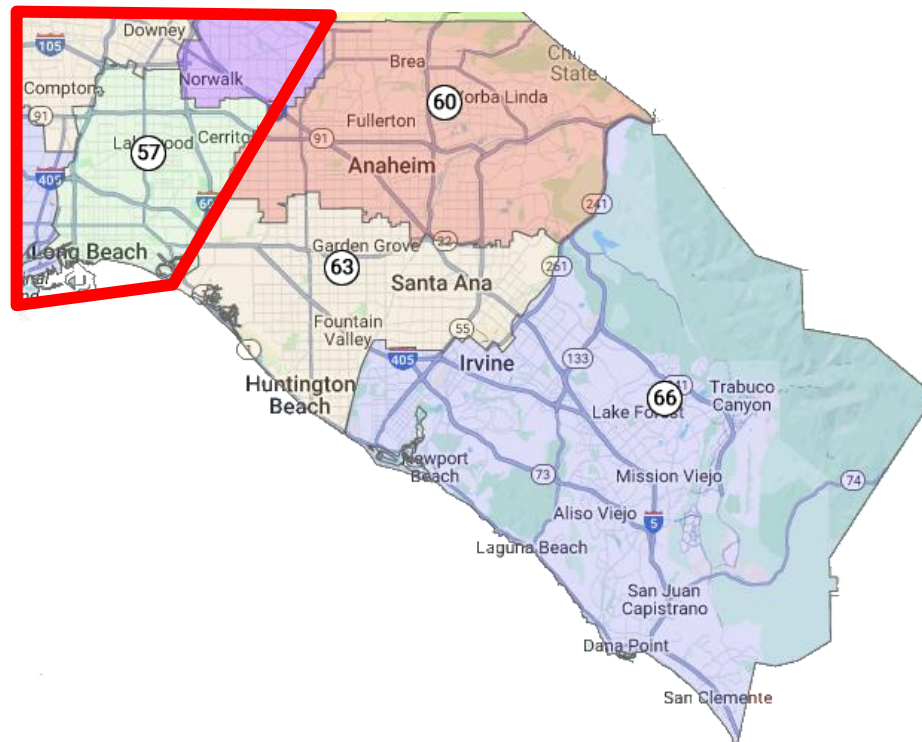 Downey
105
Brea
Compton
Norwalk
60
Yorba Linda
91
Fullerton
Cerrito
57
91
Anaheim
405
241
Long Beach
22
Garden Grove
261
63
Santa Ana
Fountain
Valley
55
133
405
Irvine
1
Huntington
Beach
66
Trabuco
Canyon
Lake Forest
Newport
Beach
73
Mission Viejo
74
Aliso Viejo
5
Laguna Beach
San Juan
Capistrano
Dana Point
San Clemente